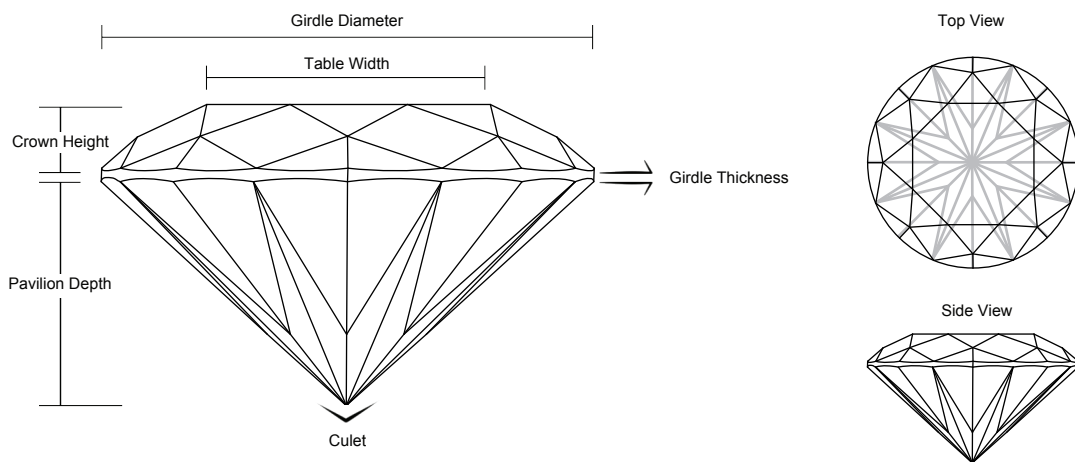 Girdle Diameter
Top View
Table Width
Crown Height
Girdle Thickness
Pavilion Depth
Side View
Culet